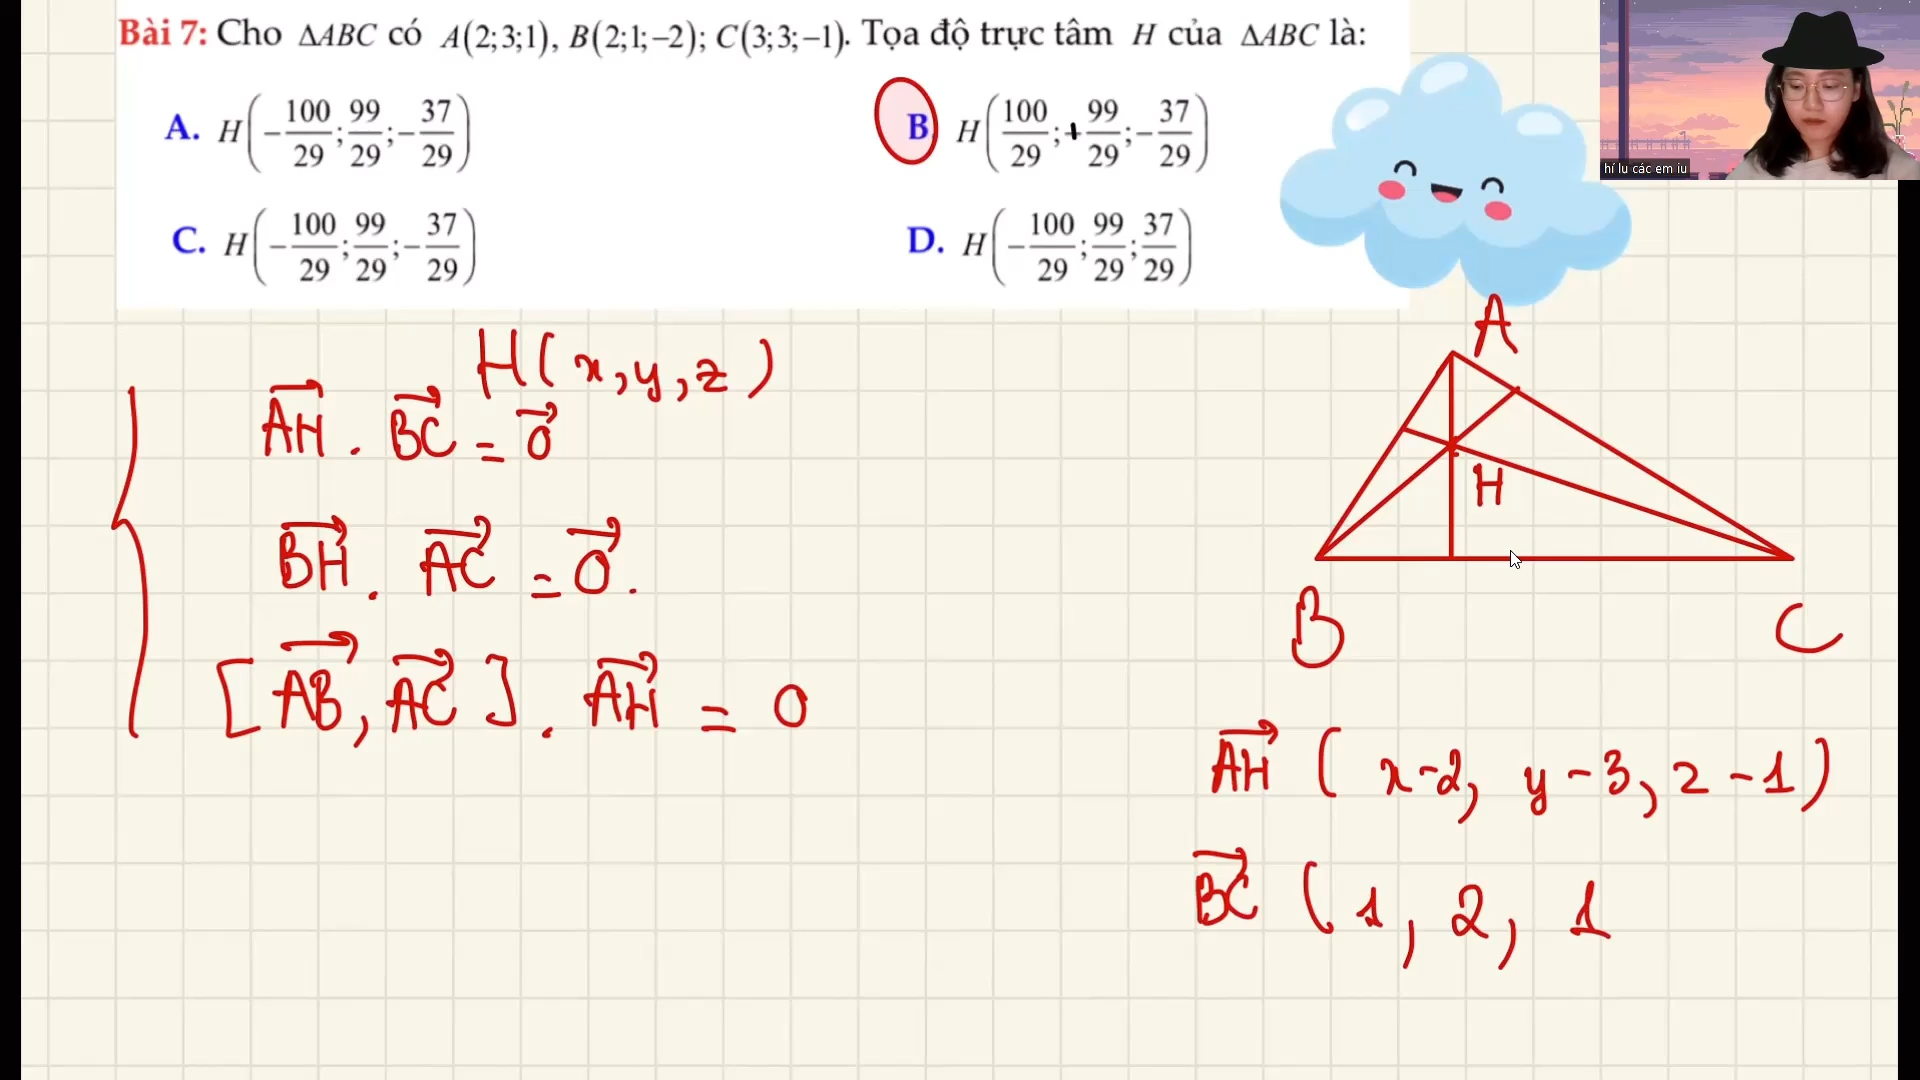 Bài 7: Cho ΔABC có A(2;3;1), B(2;1;−2); C(3;3;−1). Tọa độ trực tâm H của ΔABC là:
A. H(−100/29; 99/29; −37/29)
B H(100/29; +99/29; −37/29)
C. H(−100/29; 99/29; −37/29)
D. H(−100/29; 99/29; 37/29)
hí lu các em iu
H(x,y,z)
AH⃗ . BC⃗ = 0⃗
BH⃗ . AC⃗ = 0⃗.
[AB⃗, AC⃗] . AH⃗ = 0
A
H
B
C
AH⃗ (x-2, y-3, z-1)
BC⃗ (1, 2, 1